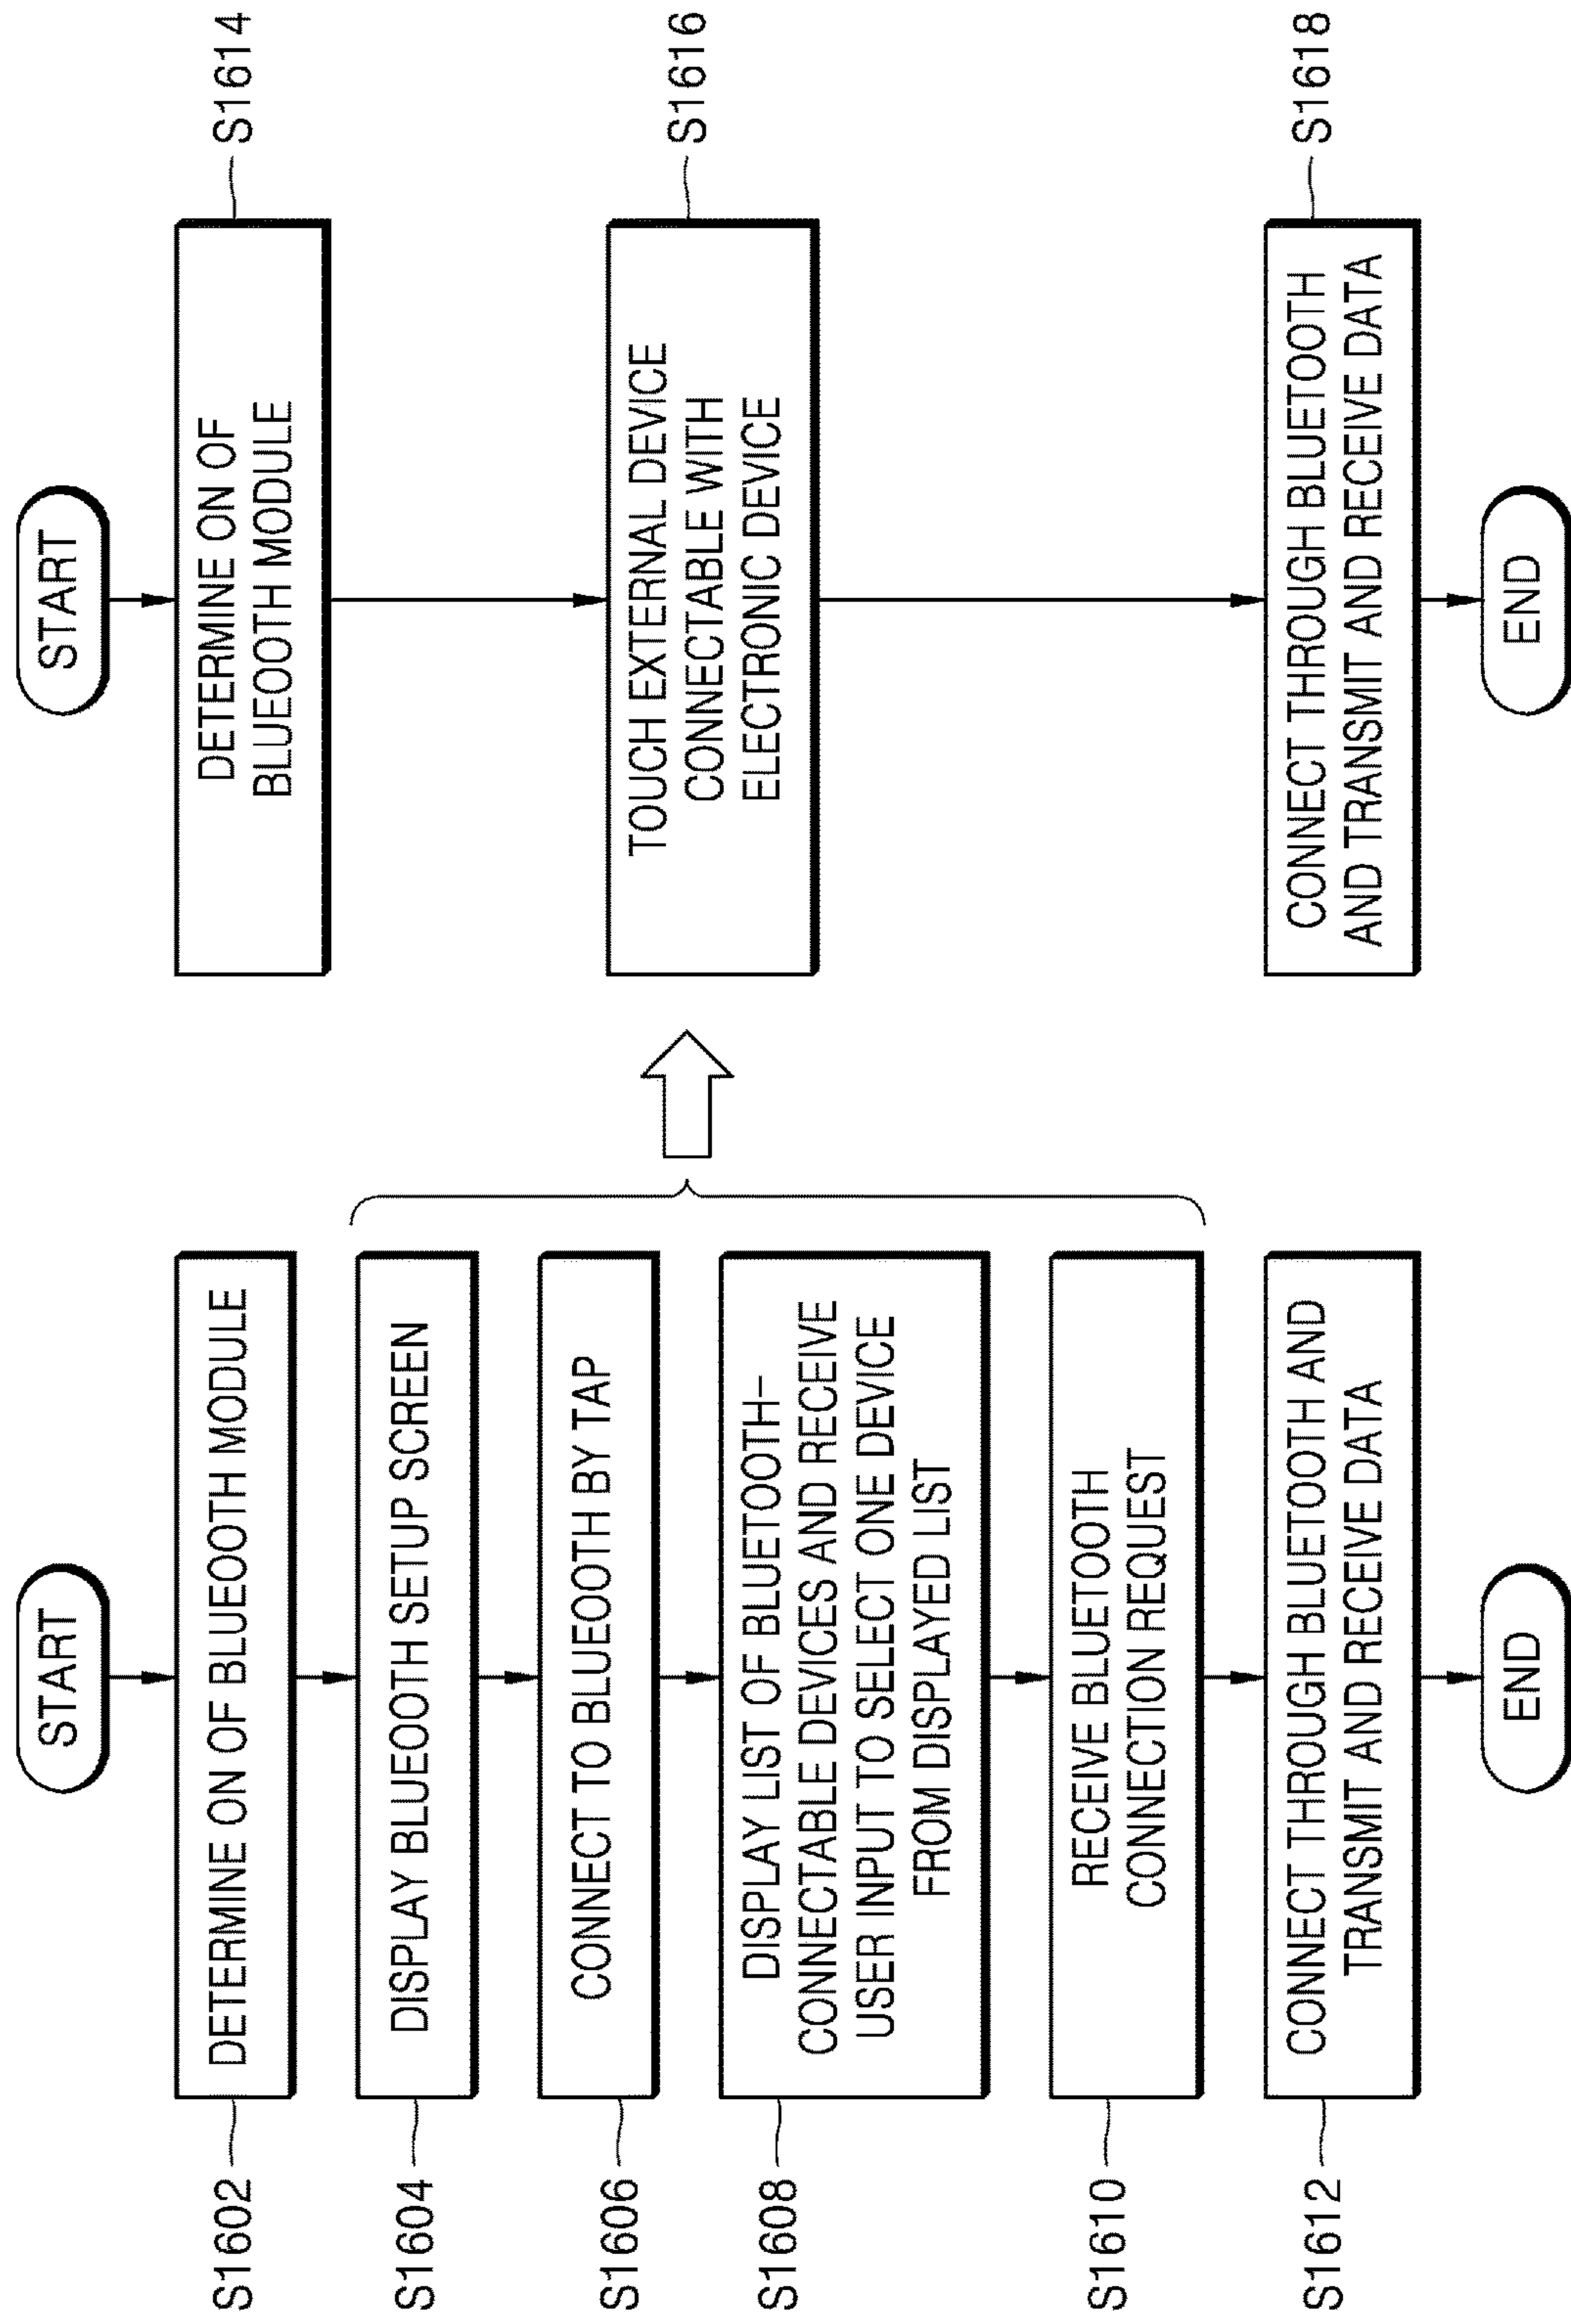 START
S1602
DETERMINE ON OF BLUEOOTH MODULE
S1604
DISPLAY BLUEOOTH SETUP SCREEN
S1606
CONNECT TO BLUEOOTH BY TAP
S1608
DISPLAY LIST OF BLUETOOTH-
CONNECTABLE DEVICES AND RECEIVE
USER INPUT TO SELECT ONE DEVICE
FROM DISPLAYED LIST
S1610
RECEIVE BLUETOOTH
CONNECTION REQUEST
S1612
CONNECT THROUGH BLUETOOTH AND
TRANSMIT AND RECEIVE DATA
END
START
DETERMINE ON OF
BLUEOOTH MODULE
S1614
TOUCH EXTERNAL DEVICE
CONNECTABLE WITH
ELECTRONIC DEVICE
S1616
CONNECT THROUGH BLUETOOTH
AND TRANSMIT AND RECEIVE DATA
S1618
END